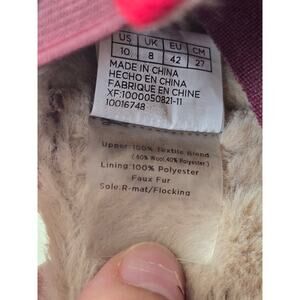 US UK EU CM
10 8 42 27
MADE IN CHINA
HECHO EN CHINA
FABRIQUE EN CHINE
XF:1000050821-11
10016748
Upper:100% Textile Blend
(60% Wool,40% Polyester)
Lining:100% Polyester
Faux Fur
Sole:R-mat/Flocking